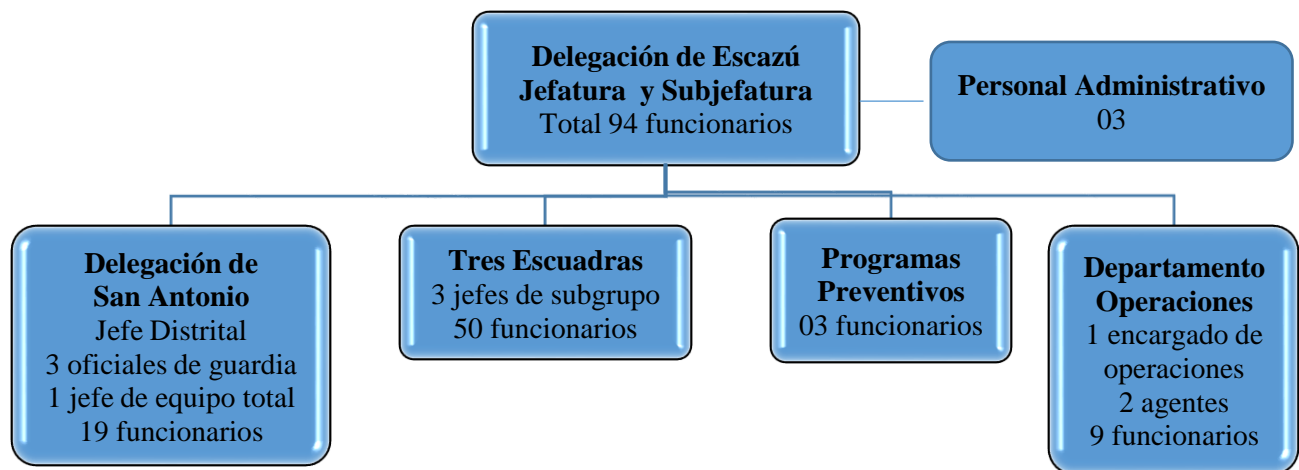 Delegación de Escazú
Jefatura y Subjefatura
Total 94 funcionarios
Personal Administrativo
03
Delegación de
San Antonio
Jefe Distrital
3 oficiales de guardia
1 jefe de equipo total
19 funcionarios
Tres Escuadras
3 jefes de subgrupo
50 funcionarios
Programas
Preventivos
03 funcionarios
Departamento
Operaciones
1 encargado de
operaciones
2 agentes
9 funcionarios